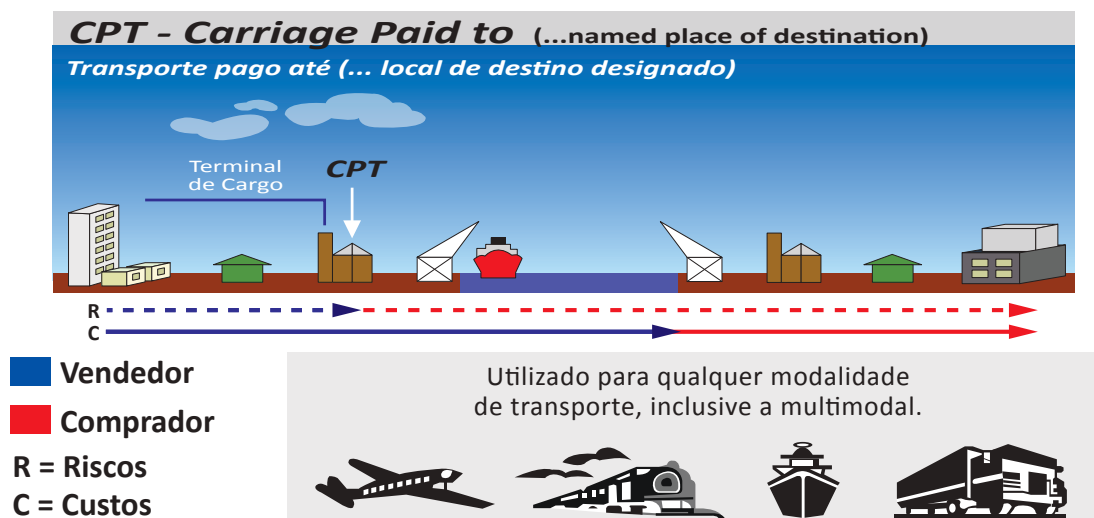 CPT - Carriage Paid to (...named place of destination)
Transporte pago até (... local de destino designado)
Terminal
de Cargo
CPT
R
C
Vendedor
Comprador
R = Riscos
C = Custos
Utilizado para qualquer modalidade
de transporte, inclusive a multimodal.